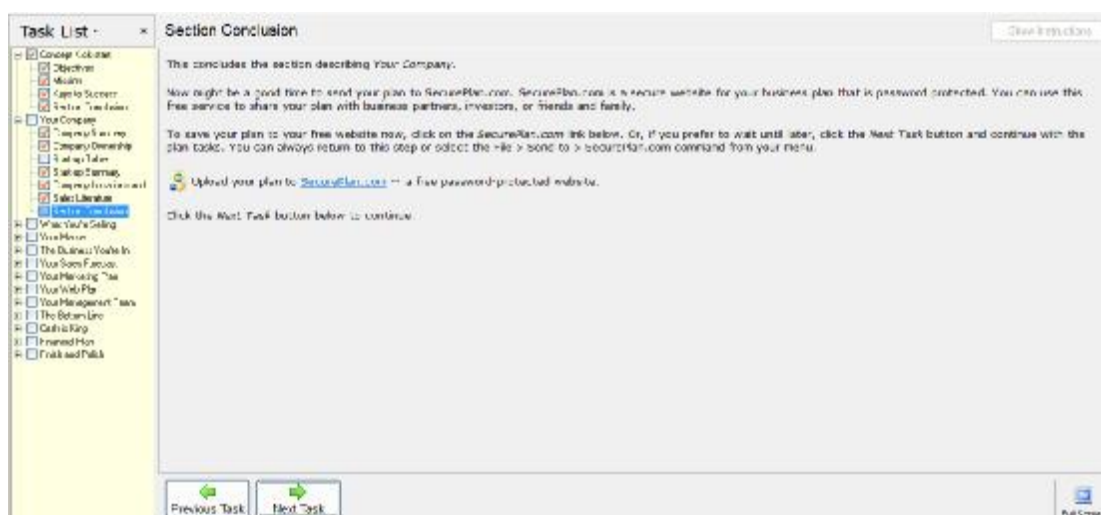 Task List
Section Conclusion
Show Instructions
Concept Kickstart
Objectives
Mission
Keys to Success
Section Conclusion
Your Company
Company Summary
Company Ownership
Start-up Table
Start-up Summary
Company Locations and
Sales Literature
Section Conclusion
What You're Selling
Your Market
The Business You're In
Your Sales Forecast
Your Marketing Plan
Your Web Plan
Your Management Team
The Bottom Line
Cash is King
Financial Plan
Finish and Polish
This concludes the section describing Your Company.
Now might be a good time to send your plan to SecurePlan.com. SecurePlan.com is a secure website for your business plan that is password protected. You can use this
free service to share your plan with business partners, investors, or friends and family.
To save your plan to your free website now, click on the SecurePlan.com link below. Or, if you prefer to wait until later, click the Next Task button and continue with the
plan tasks. You can always return to this step or select the File > Send to > SecurePlan.com command from your menu.
Upload your plan to SecurePlan.com -- a free password-protected website.
Click the Next Task button below to continue.
Previous Task
Next Task